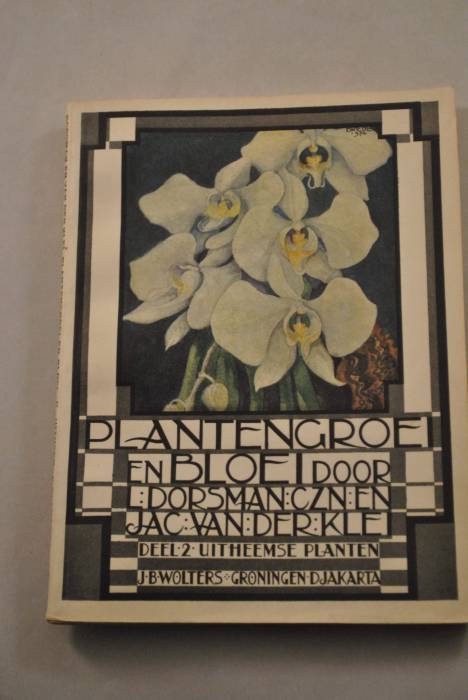 PLANTENGROEI
EN BLOEI DOOR
L: DORSMAN: CZN: EN
JAC: VAN: DER: KLEI
DEEL·2·UITHEEMSE PLANTEN
J·B·WOLTERS·GRONINGEN·DJAKARTA